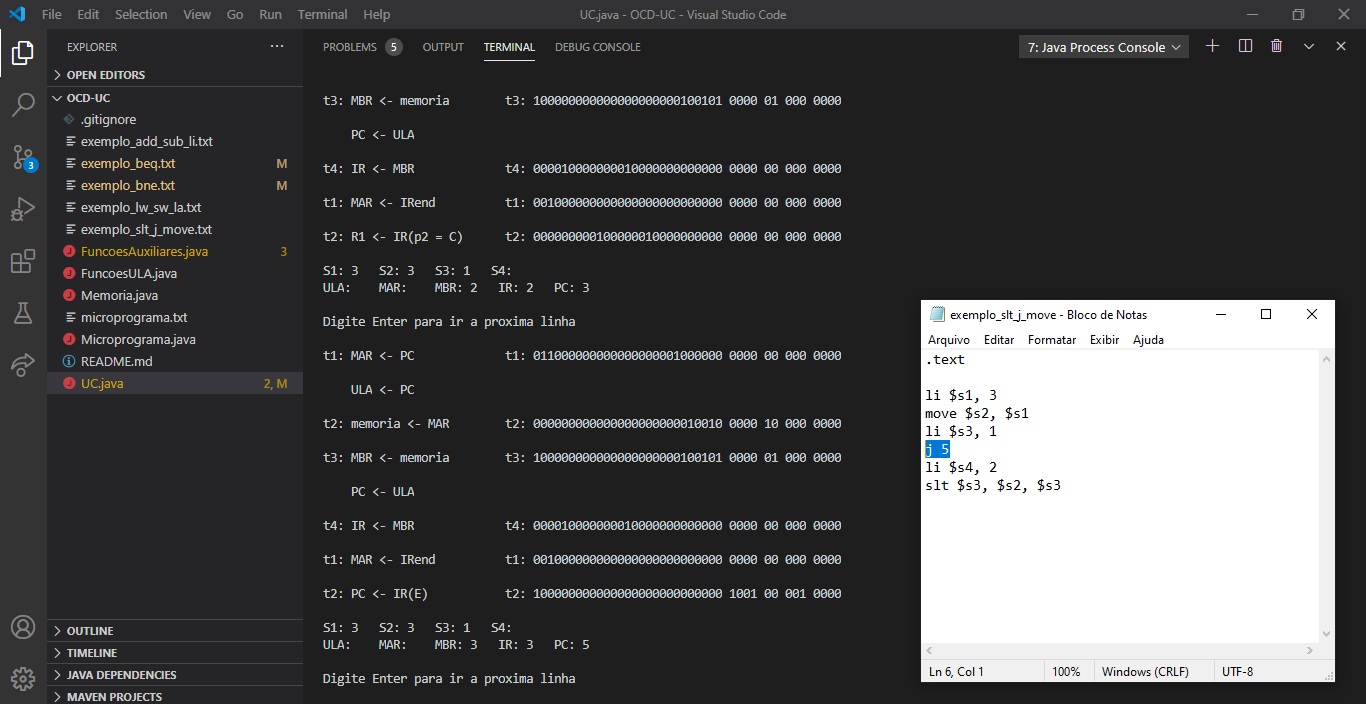 File Edit Selection View Go Run Terminal Help UC.java - OCD-UC - Visual Studio Code
EXPLORER ···
OPEN EDITORS
OCD-UC
.gitignore
exemplo_add_sub_li.txt
exemplo_beq.txt M
exemplo_bne.txt M
exemplo_lw_sw_la.txt
exemplo_slt_j_move.txt
FuncoesAuxiliares.java 3
FuncoesULA.java
Memoria.java
microprograma.txt
Microprograma.java
README.md
UC.java 2, M
OUTLINE
TIMELINE
JAVA DEPENDENCIES
MAVEN PROJECTS
3
PROBLEMS 5 OUTPUT TERMINAL DEBUG CONSOLE 7: Java Process Console
t3: MBR <- memoria t3: 100000000000000000000100101 0000 01 000 0000
PC <- ULA
t4: IR <- MBR t4: 000010000000010000000000000 0000 00 000 0000
t1: MAR <- IRend t1: 001000000000000000000000000 0000 00 000 0000
t2: R1 <- IR(p2 = C) t2: 000000000100000010000000000 0000 00 000 0000
S1: 3 S2: 3 S3: 1 S4:
ULA: MAR: MBR: 2 IR: 2 PC: 3
Digite Enter para ir a proxima linha
t1: MAR <- PC t1: 011000000000000000001000000 0000 00 000 0000
ULA <- PC
t2: memoria <- MAR t2: 000000000000000000000010010 0000 10 000 0000
t3: MBR <- memoria t3: 100000000000000000000100101 0000 01 000 0000
PC <- ULA
t4: IR <- MBR t4: 000010000000010000000000000 0000 00 000 0000
t1: MAR <- IRend t1: 001000000000000000000000000 0000 00 000 0000
t2: PC <- IR(E) t2: 100000000000000000000000000 1001 00 001 0000
S1: 3 S2: 3 S3: 1 S4:
ULA: MAR: MBR: 3 IR: 3 PC: 5
Digite Enter para ir a proxima linha
exemplo_slt_j_move - Bloco de Notas
Arquivo Editar Formatar Exibir Ajuda
.text
li $s1, 3
move $s2, $s1
li $s3, 1
j 5
li $s4, 2
slt $s3, $s2, $s3
Ln 6, Col 1 100% Windows (CRLF) UTF-8